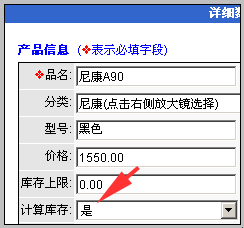 详细
产品信息 (❖表示必填字段)
❖品名: 尼康A90
分类: 尼康(点击右侧放大镜选择)
型号: 黑色
价格: 1550.00
库存上限: 0.00
计算库存: 是